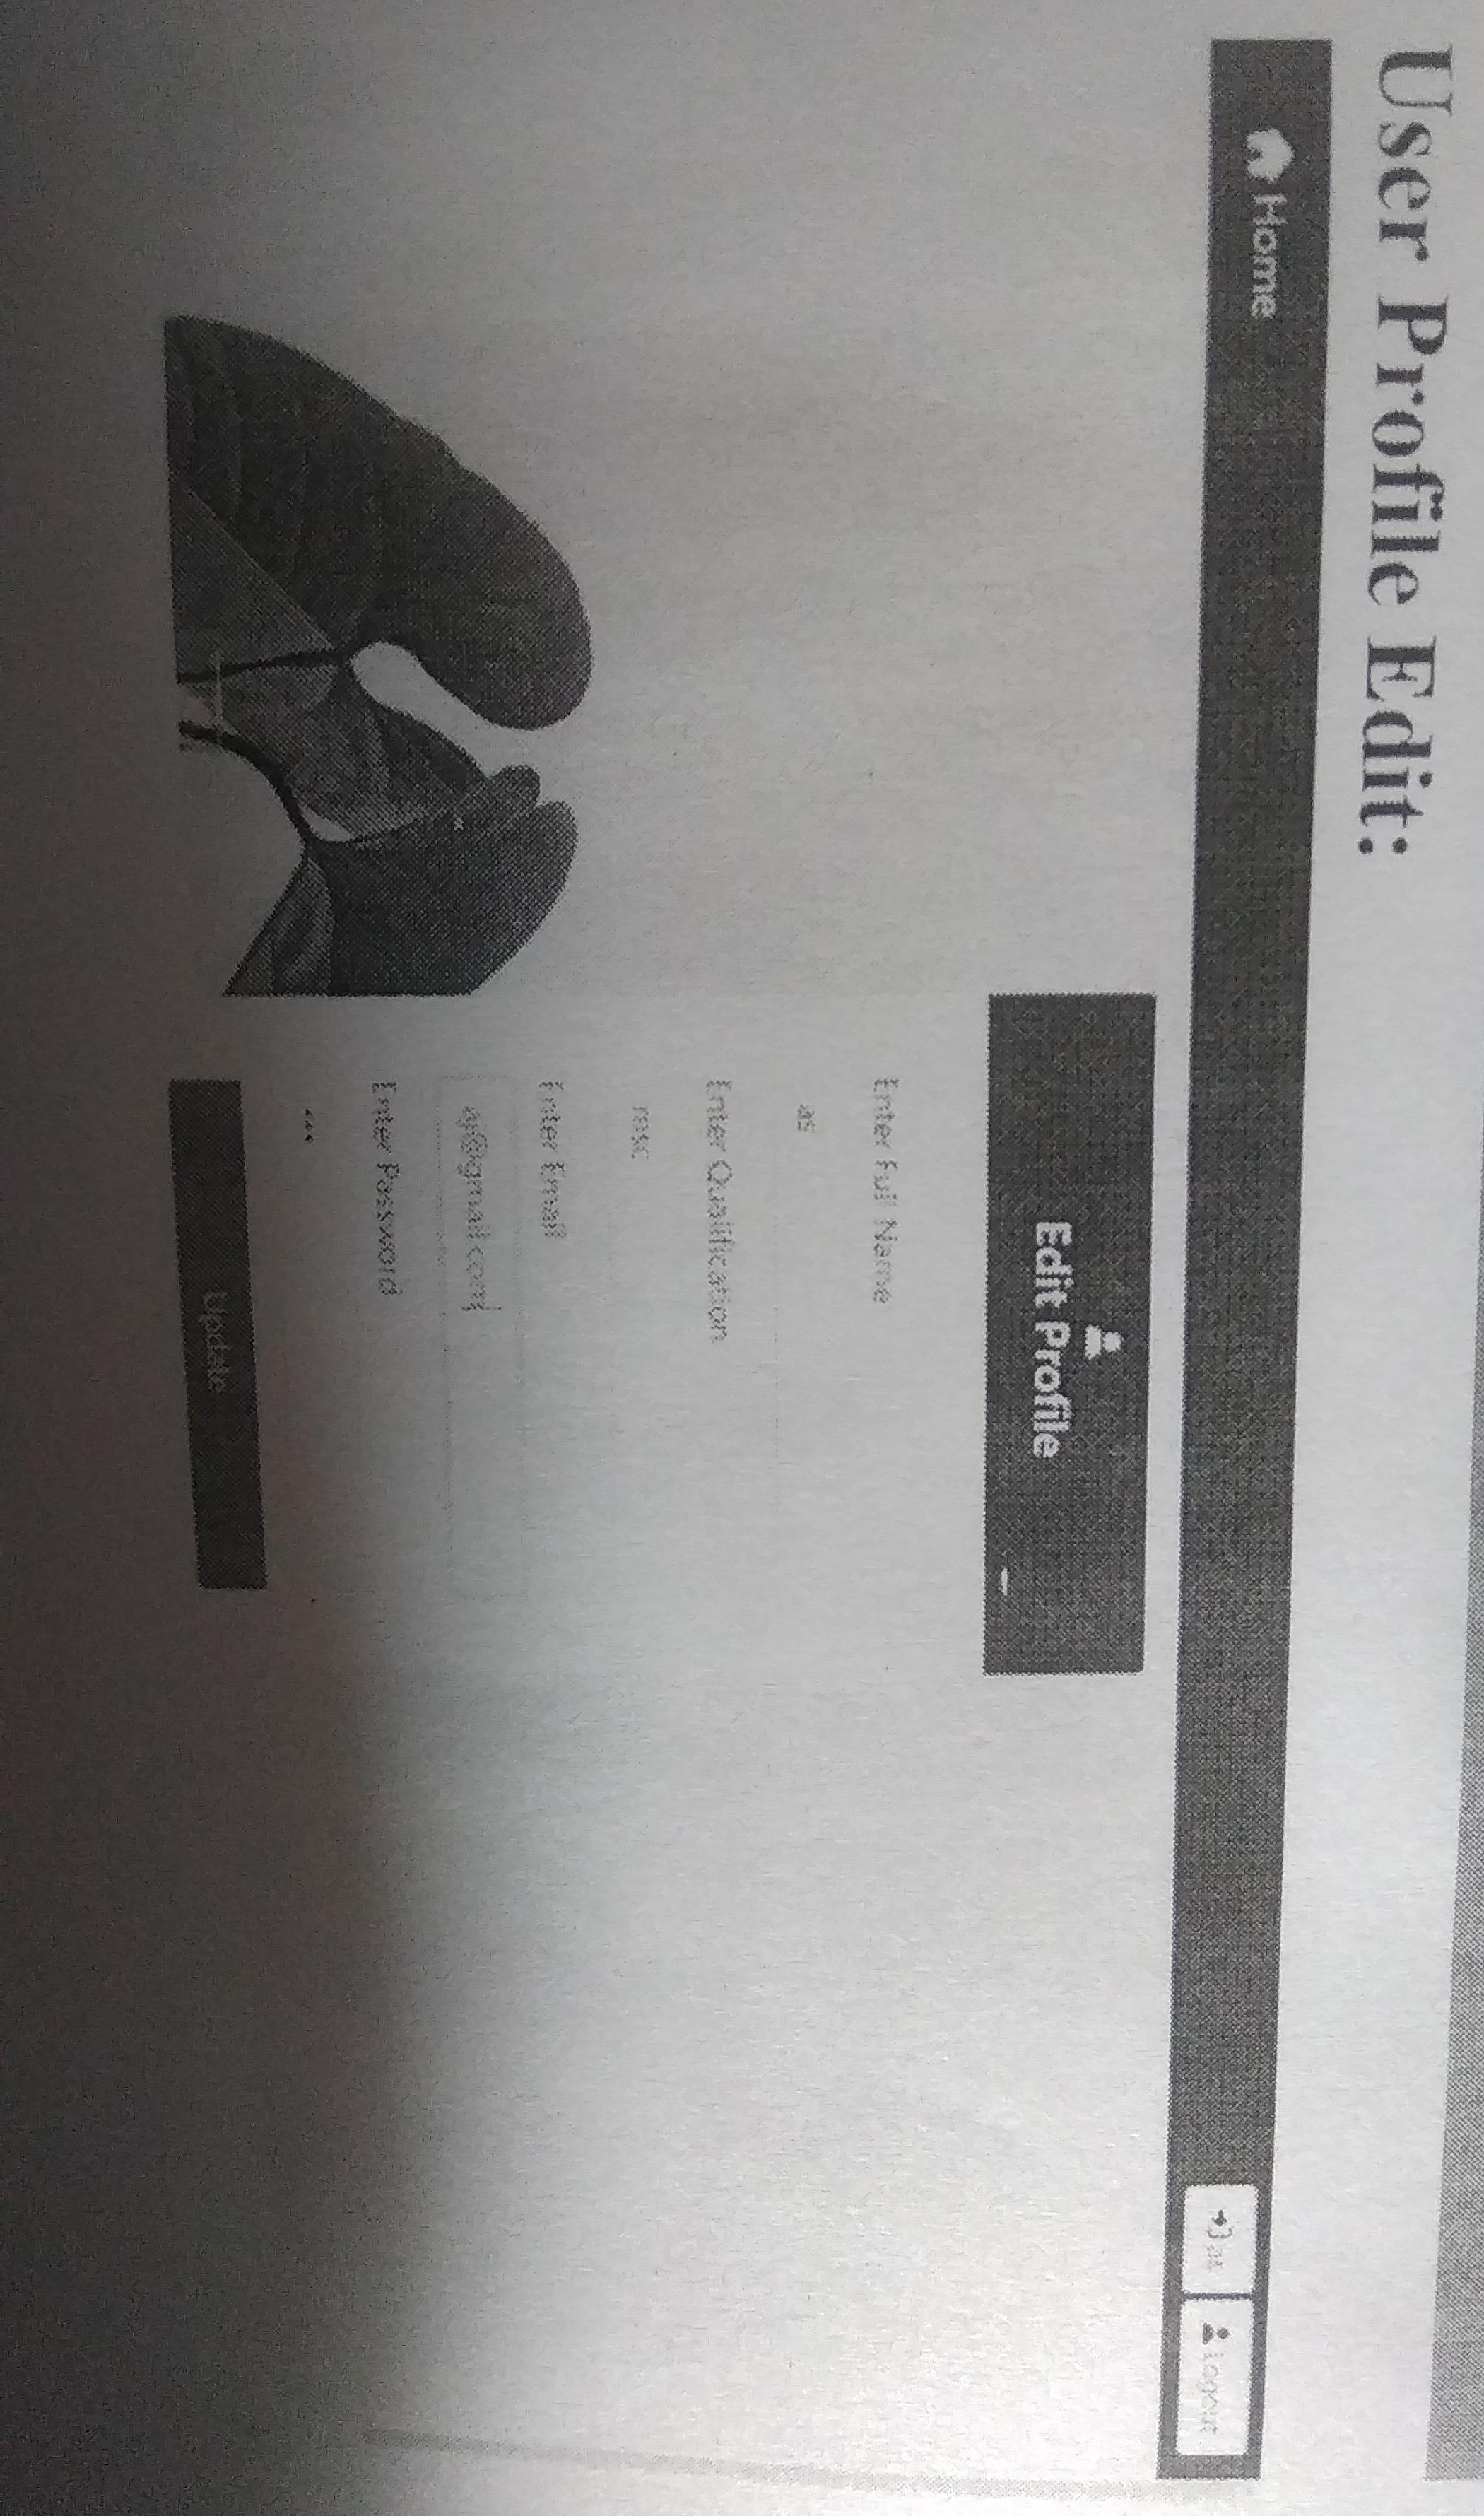 User Profile Edit:
Home
as Logout
Edit Profile
Enter Full Name
as
Enter Qualification
msc
Enter Email
aj@gmail.com
Enter Password
Update